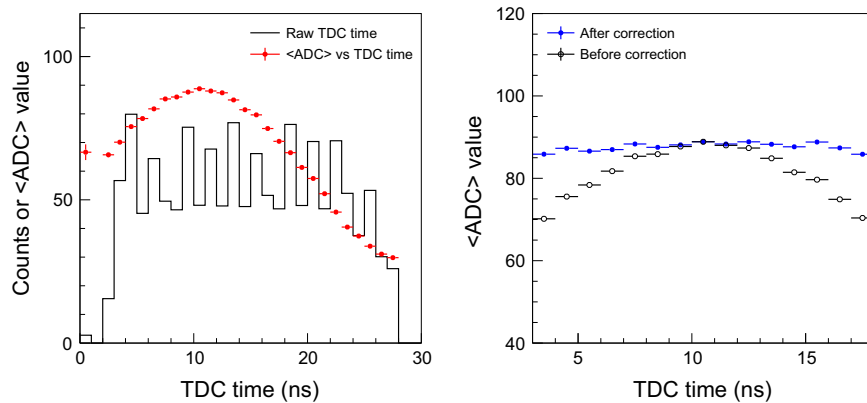 Raw TDC time
<ADC> vs TDC time
100
50
0
Counts or <ADC> value
0
10
20
30
TDC time (ns)
After correction
Before correction
120
100
80
60
40
<ADC> value
5
10
15
TDC time (ns)